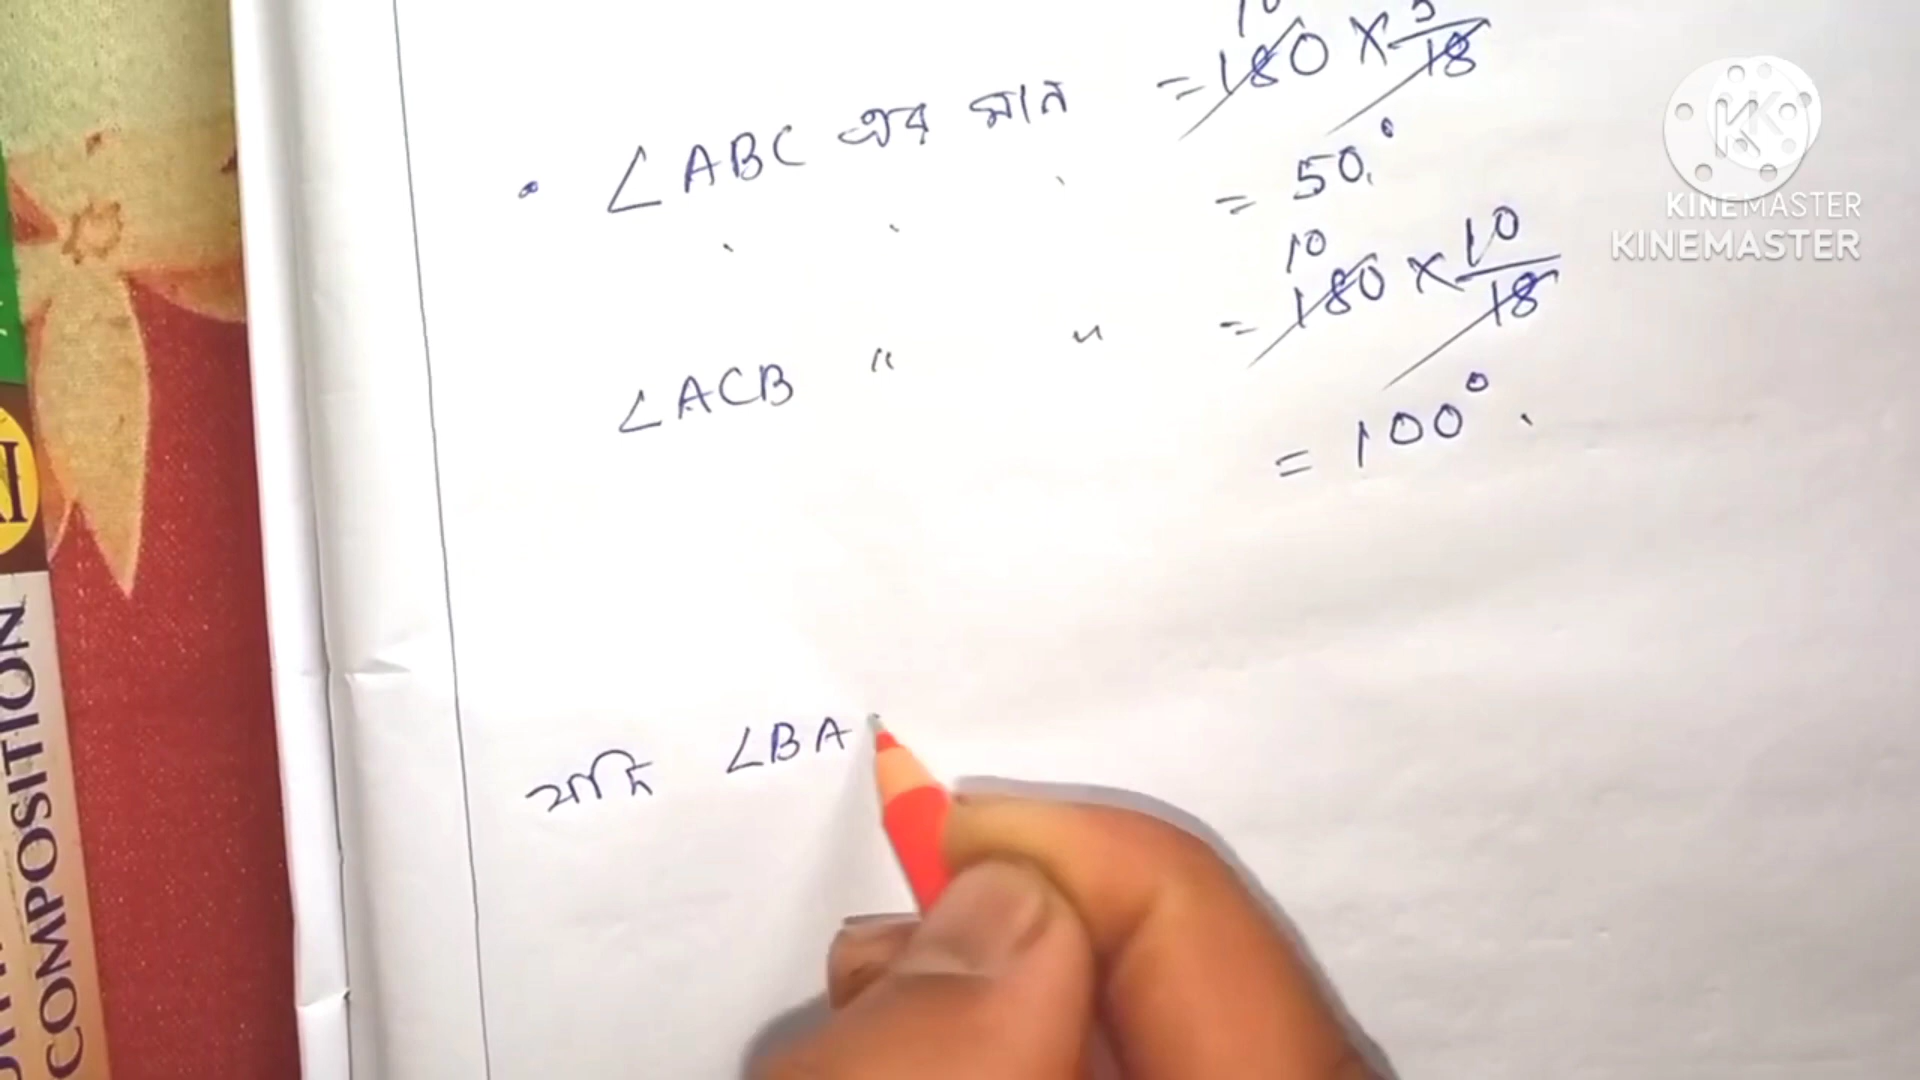 ∠ABC এর মান = 180 × 5/18
10
= 50°
∠ACB " " = 180 × 10/18
10
= 100°.
যদি ∠BA
KINEMASTER
KINEMASTER
COMPOSITION